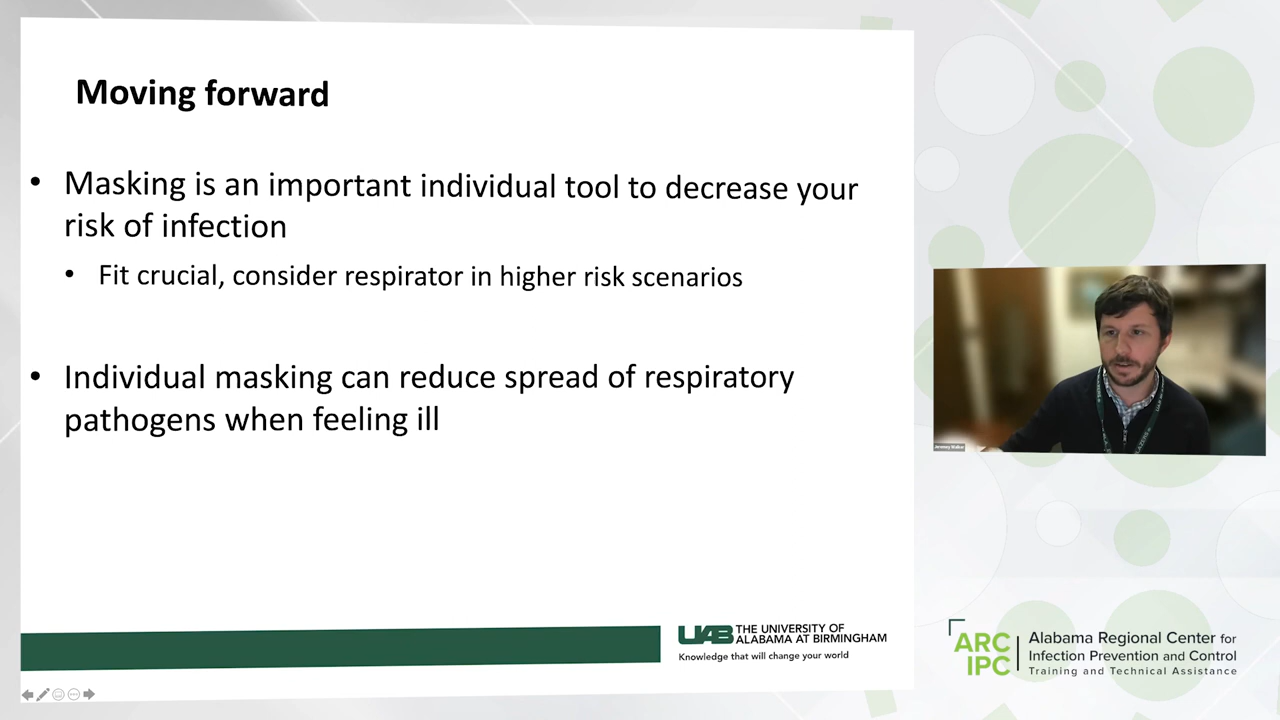 Moving forward
• Masking is an important individual tool to decrease your
risk of infection
• Fit crucial, consider respirator in higher risk scenarios
• Individual masking can reduce spread of respiratory
pathogens when feeling ill
UAB THE UNIVERSITY OF
ALABAMA AT BIRMINGHAM
Knowledge that will change your world
ARC
IPC
Alabama Regional Center for
Infection Prevention and Control
Training and Technical Assistance